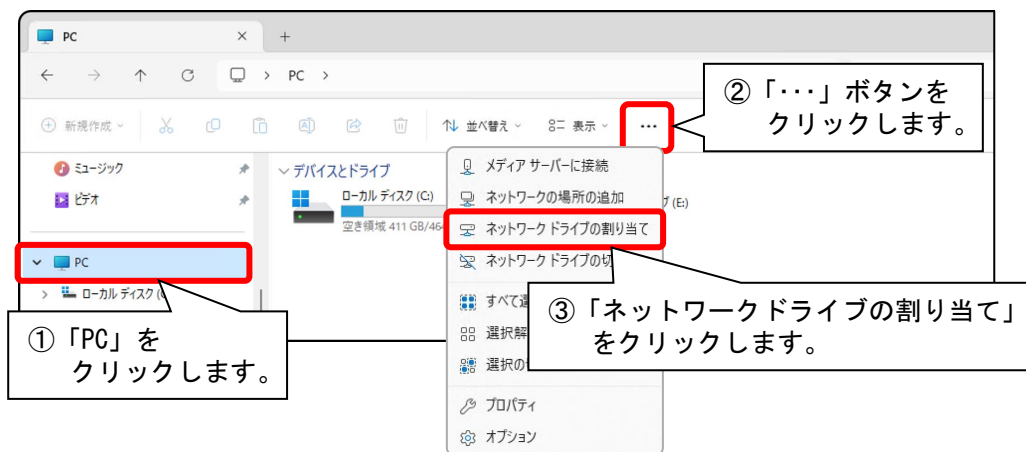 PC
PC
新規作成
並べ替え
表示
②「･･･」ボタンを
クリックします。
ミュージック
ビデオ
PC
ローカル ディスク
デバイスとドライブ
ローカル ディスク (C:)
空き領域 411 GB/46
(E:)
メディア サーバーに接続
ネットワークの場所の追加
ネットワーク ドライブの割り当て
ネットワーク ドライブの切
すべて選
選択解
選択の
プロパティ
オプション
①「PC」を
クリックします。
③「ネットワークドライブの割り当て」
をクリックします。